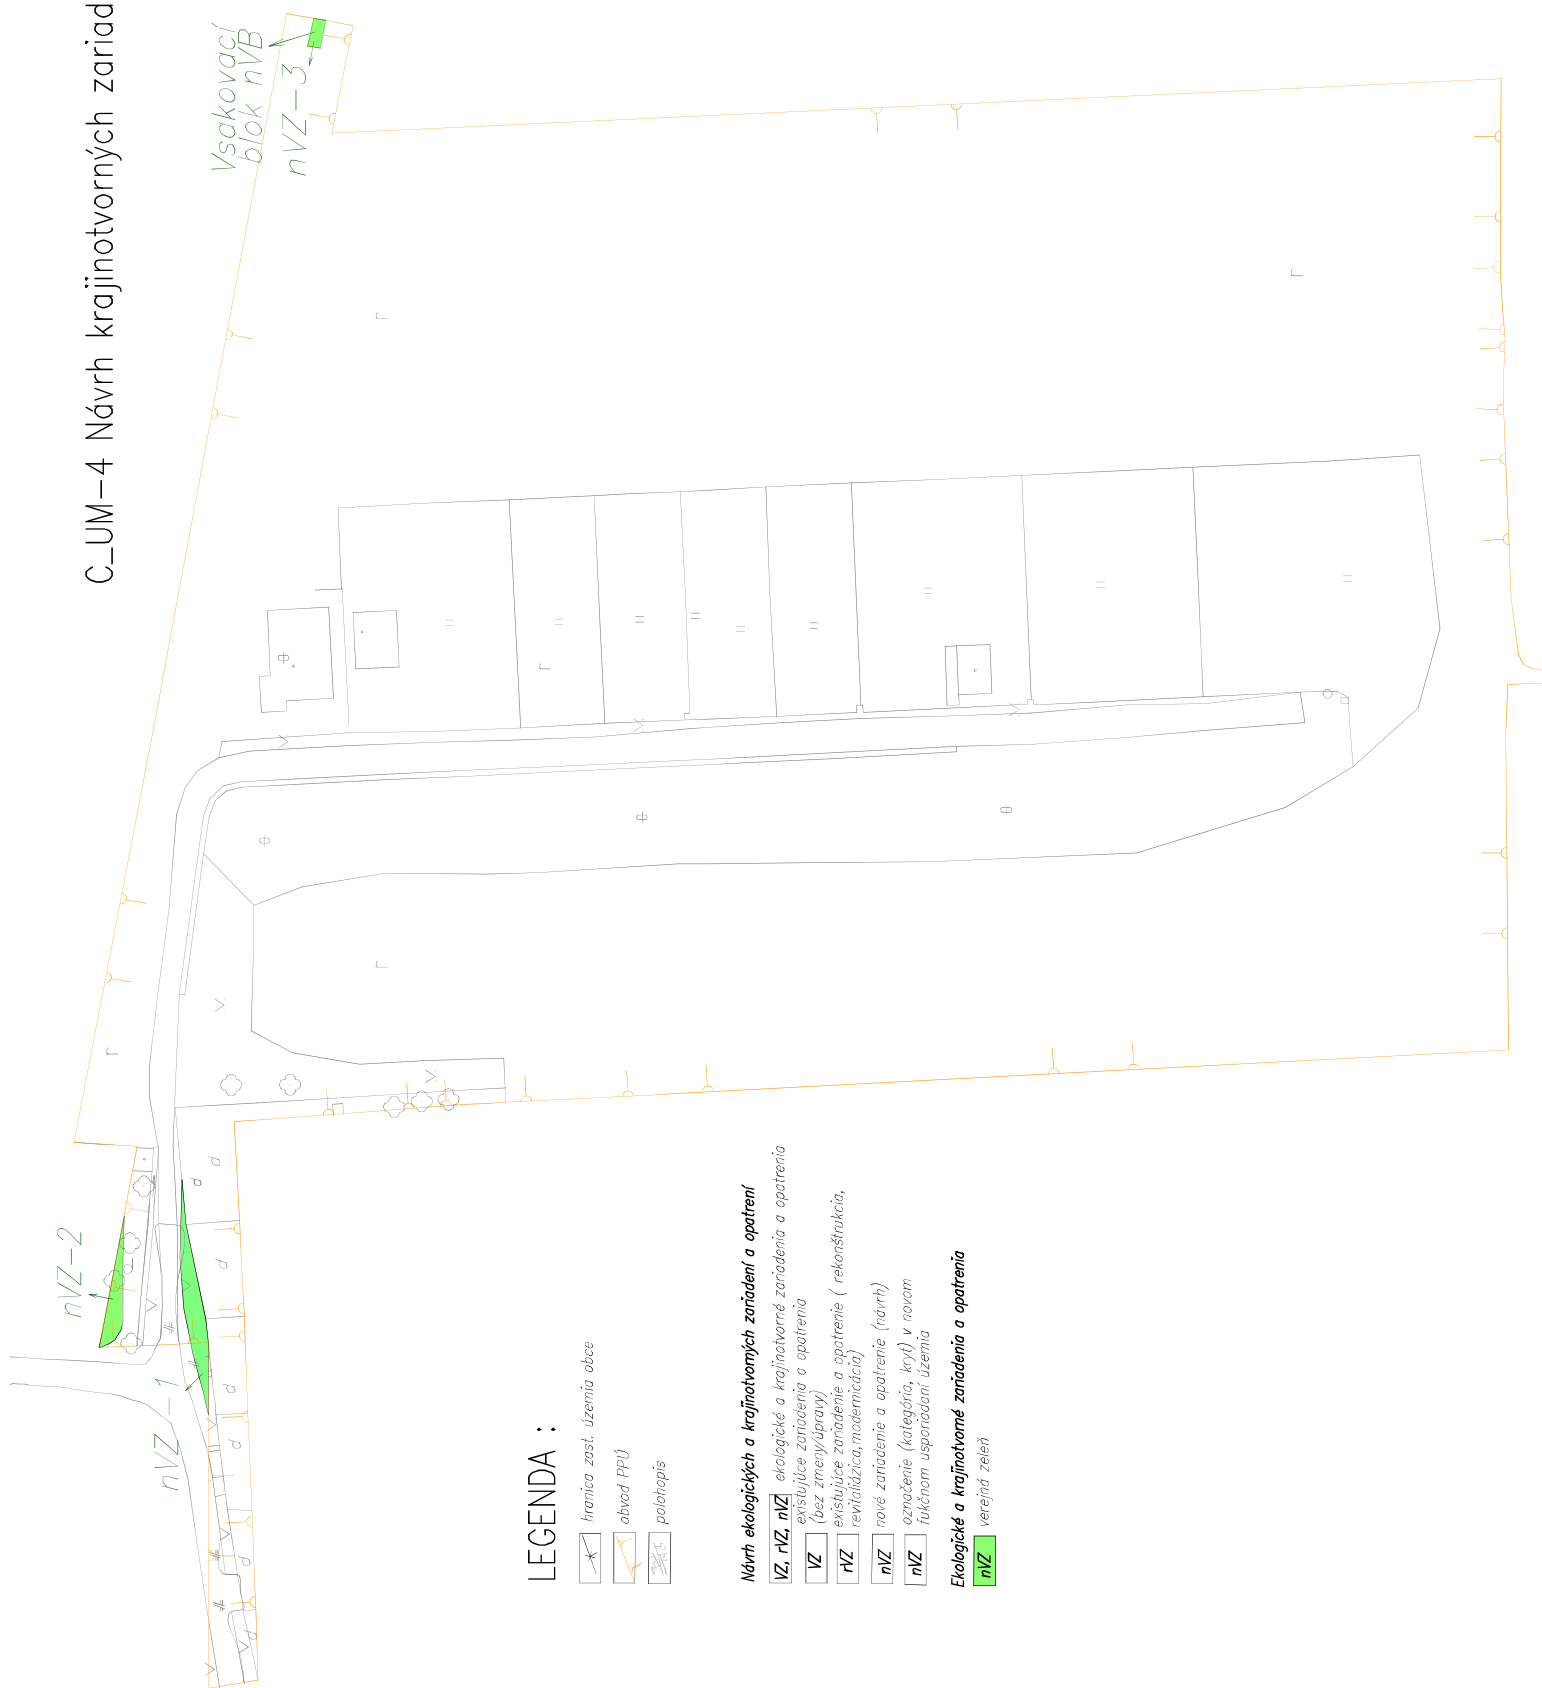 C_UM-4 Návrh krajinotvorných zariad
Vsakovací
blok nVB
nVZ-3
nVZ-2
nVZ -1
r
r
r
r
r
d
d
d
d
d
d
d
d
LEGENDA :
hranica zast. územia obce
obvod PPÚ
polohopis
Návrh ekologických a krajinotvorných zariadení a opatrení
VZ, rVZ, nVZ ekologické a krajinotvorné zariadenia a opatrenia
VZ existujúce zariadenia a opatrenia
(bez zmeny/úpravy)
rVZ existujúce zariadenie a opatrenie ( rekonštrukcia,
revitalidzica,modernicácia)
nVZ nové zariadenie a opatrenie (návrh)
nVZ označenie (kategória, kryt) v novom
fukčnom usporiadaní územia
Ekologické a krajinotvorné zariadenia a opatrenia
nVZ verejná zeleň